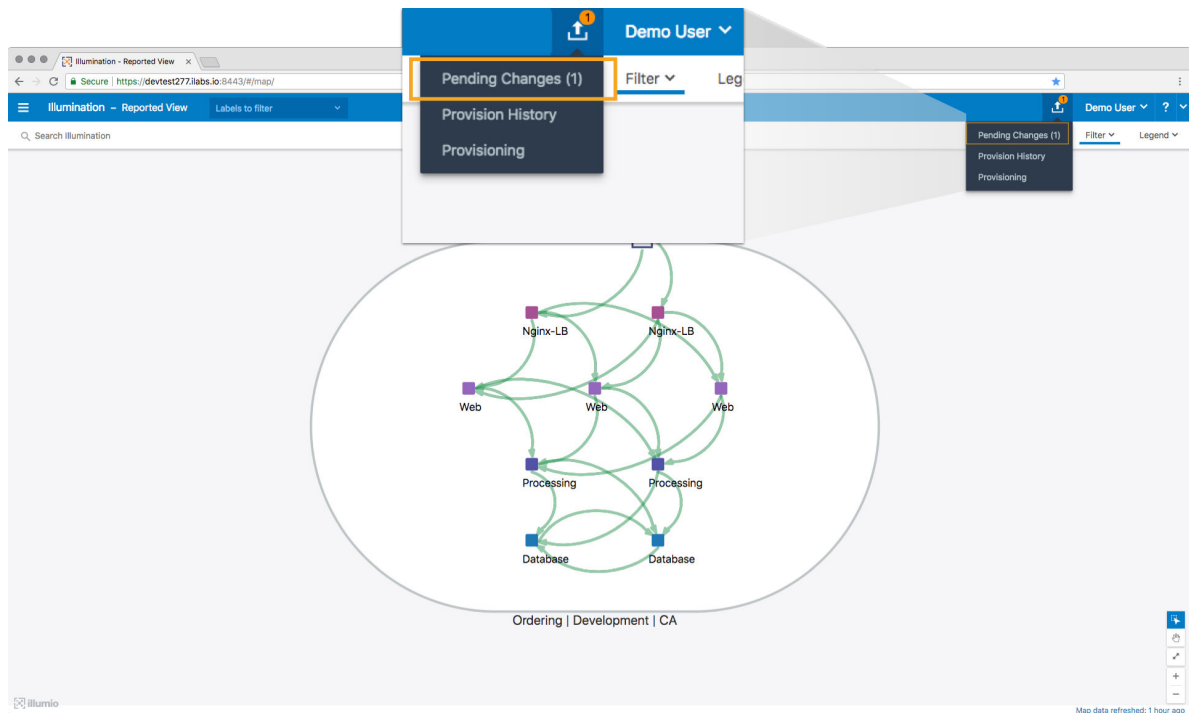 1
Demo User
Pending Changes (1)
Filter
Leg
Provision History
Provisioning
Illumination - Reported View ×
Secure | https://devtest277.ilabs.io:8443/#/map/
Illumination – Reported View
Labels to filter
1
Demo User
?
Search Illumination
Pending Changes (1)
Filter
Legend
Provision History
Provisioning
Nginx-LB
Nginx-LB
Web
Web
Web
Processing
Processing
Database
Database
Ordering | Development | CA
+
−
illumio
Map data refreshed: 1 hour ago